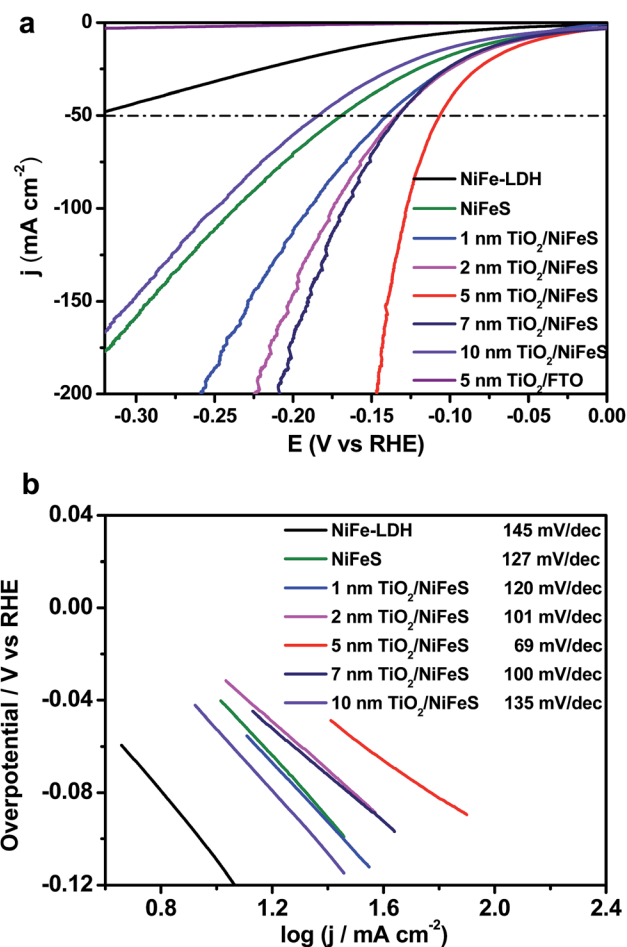 a
0
-50
-100
-150
-200
j (mA cm⁻²)
NiFe-LDH
NiFeS
1 nm TiO₂/NiFeS
2 nm TiO₂/NiFeS
5 nm TiO₂/NiFeS
7 nm TiO₂/NiFeS
10 nm TiO₂/NiFeS
5 nm TiO₂/FTO
-0.30 -0.25 -0.20 -0.15 -0.10 -0.05 0.00
E (V vs RHE)
b
0.04
0.00
-0.04
-0.08
-0.12
Overpotential / V vs RHE
NiFe-LDH 145 mV/dec
NiFeS 127 mV/dec
1 nm TiO₂/NiFeS 120 mV/dec
2 nm TiO₂/NiFeS 101 mV/dec
5 nm TiO₂/NiFeS 69 mV/dec
7 nm TiO₂/NiFeS 100 mV/dec
10 nm TiO₂/NiFeS 135 mV/dec
0.8 1.2 1.6 2.0 2.4
log (j / mA cm⁻²)